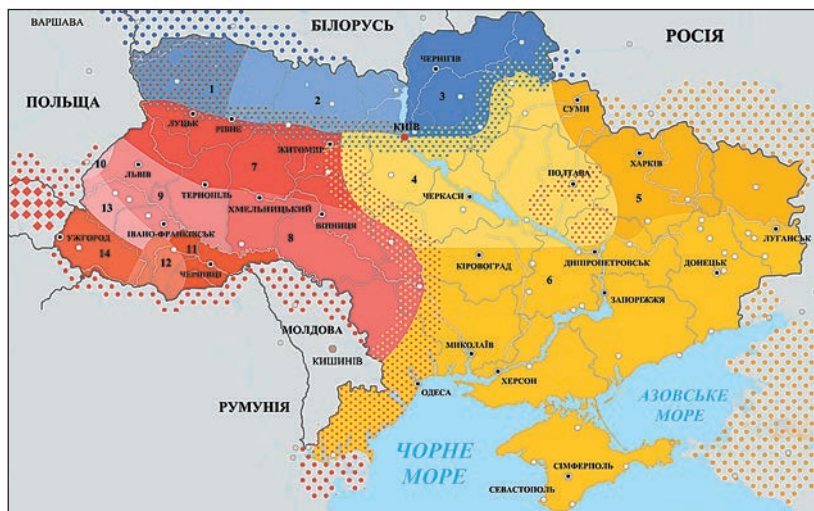 ВАРШАВА
БІЛОРУСЬ
РОСІЯ
ЧЕРНІГІВ
ПОЛЬЩА
1
2
3
СУМИ
ЛУЦЬК
РІВНЕ
КИЇВ
ЖИТОМИР
ХАРКІВ
10
ЛЬВІВ
7
4
ПОЛТАВА
9
ТЕРНОПІЛЬ
ЧЕРКАСИ
5
13
ХМЕЛЬНИЦЬКИЙ
ІВАНО-ФРАНКІВСЬК
ВІННИЦЯ
ЛУГАНСЬК
УЖГОРОД
8
14
11
12
ЧЕРНІВЦІ
КІРОВОГРАД
ДНІПРОПЕТРОВСЬК
ДОНЕЦЬК
6
ЗАПОРІЖЖЯ
МОЛДОВА
МИКОЛАЇВ
КИШИНІВ
ХЕРСОН
ОДЕСА
РУМУНІЯ
АЗОВСЬКЕ
МОРЕ
ЧОРНЕ
МОРЕ
СІМФЕРПОЛЬ
СЕВАСТОПОЛЬ